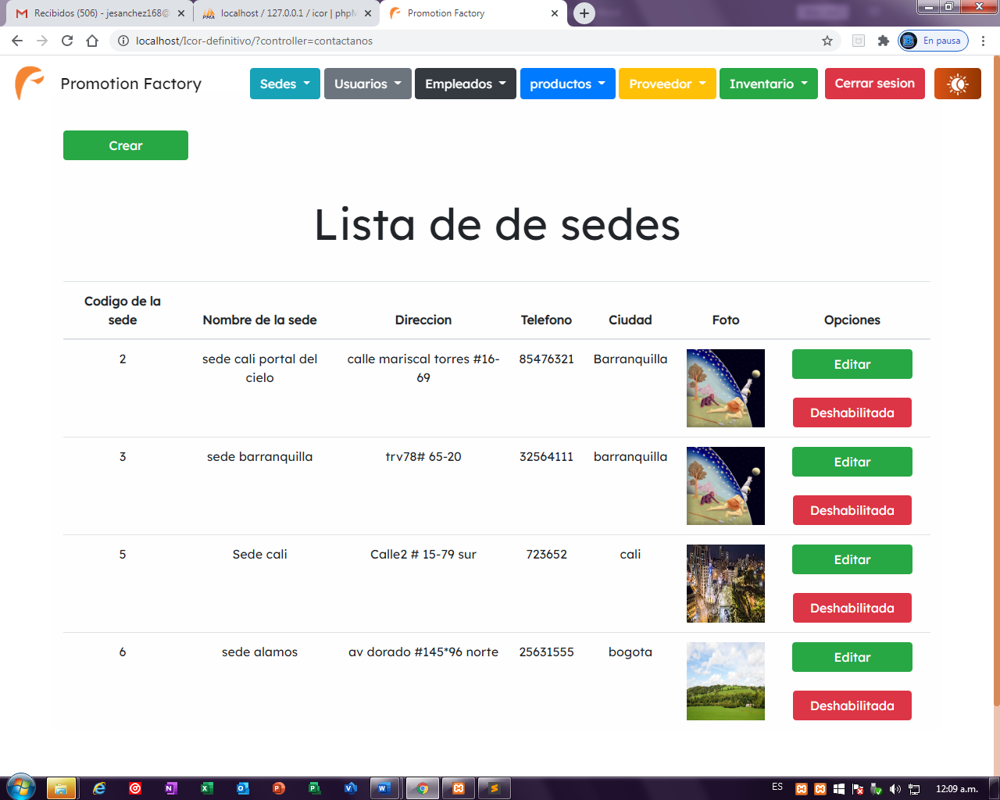 Recibidos (506) - jesanchez168@
localhost / 127.0.0.1 / icor | phpM
Promotion Factory
localhost/Icor-definitivo/?controller=contactanos
En pausa
Promotion Factory
Sedes
Usuarios
Empleados
productos
Proveedor
Inventario
Cerrar sesion
Crear
Lista de de sedes
Codigo de la sede
Nombre de la sede
Direccion
Telefono
Ciudad
Foto
Opciones
2
sede cali portal del cielo
calle mariscal torres #16-69
85476321
Barranquilla
Editar
Deshabilitada
3
sede barranquilla
trv78# 65-20
32564111
barranquilla
Editar
Deshabilitada
5
Sede cali
Calle2 # 15-79 sur
723652
cali
Editar
Deshabilitada
6
sede alamos
av dorado #145*96 norte
25631555
bogota
Editar
Deshabilitada
ES
12:09 a.m.